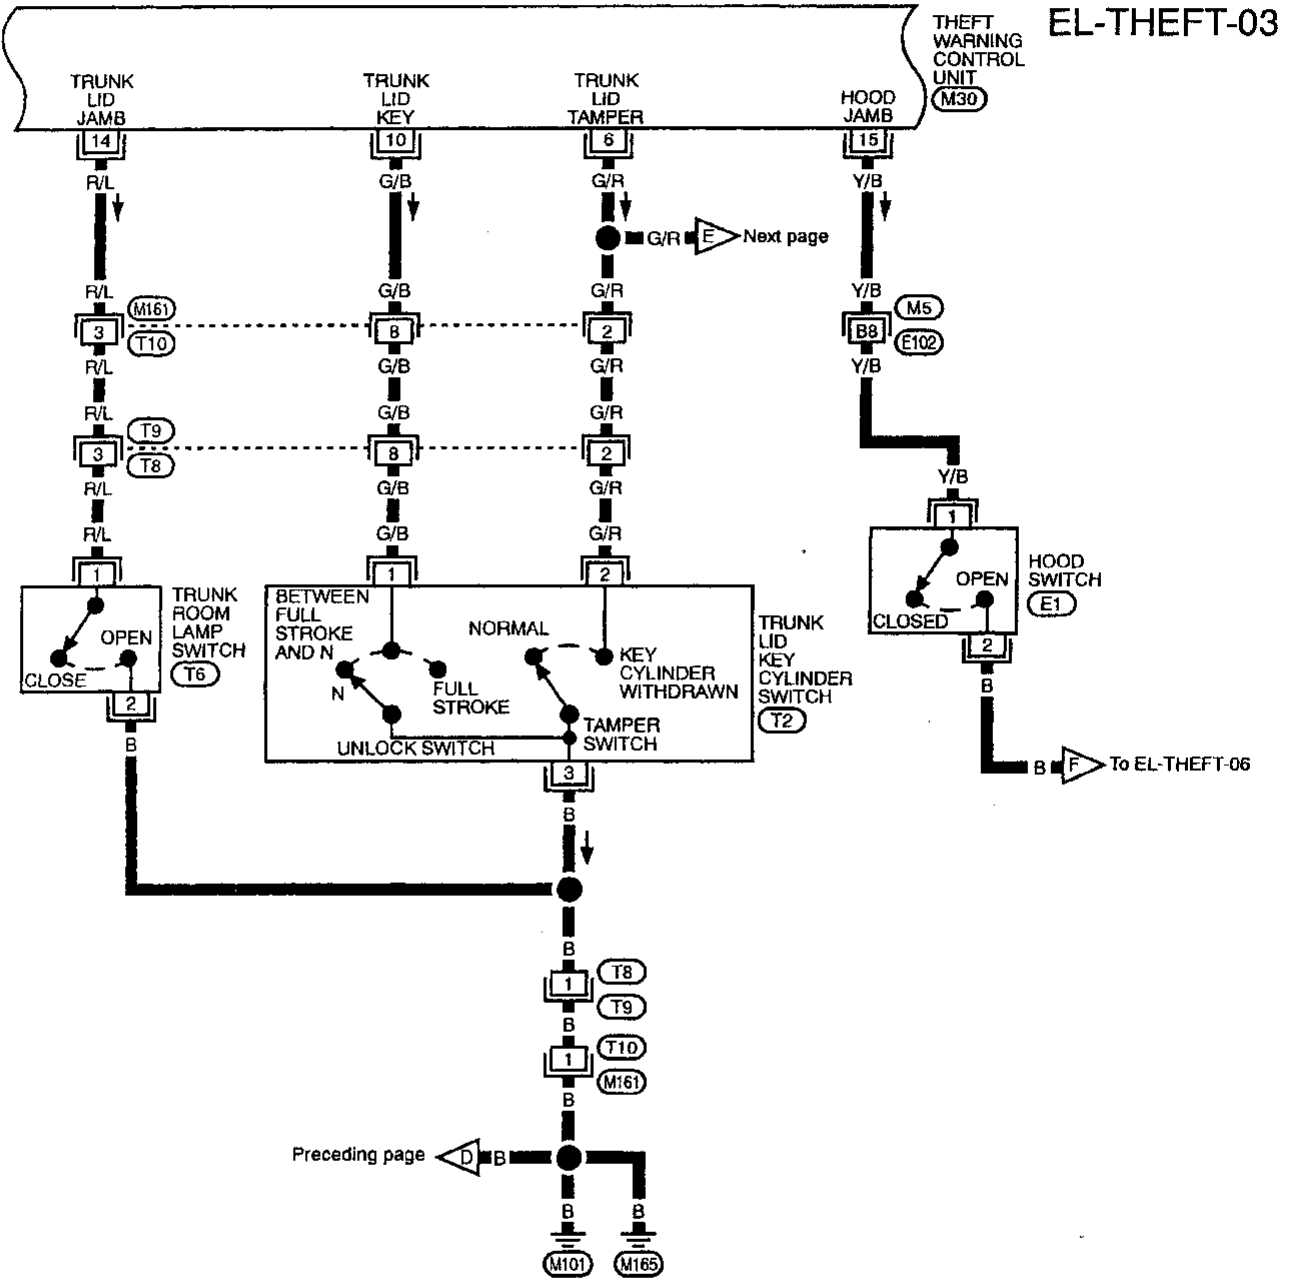 EL-THEFT-03
THEFT
WARNING
CONTROL
UNIT
M30
TRUNK
LID
JAMB
TRUNK
LID
KEY
TRUNK
LID
TAMPER
HOOD
JAMB
14
10
6
15
R/L
G/B
G/R
Y/B
G/R
E
Next page
R/L
G/B
G/R
Y/B
M161
3
8
2
M5
B8
T10
E102
R/L
G/B
G/R
Y/B
R/L
G/B
G/R
T9
3
8
2
T8
R/L
G/B
G/R
Y/B
R/L
G/B
G/R
1
1
1
2
TRUNK
ROOM
LAMP
SWITCH
T6
OPEN
CLOSE
2
BETWEEN
FULL
STROKE
AND N
N
FULL
STROKE
UNLOCK SWITCH
NORMAL
KEY
CYLINDER
WITHDRAWN
TAMPER
SWITCH
3
TRUNK
LID
KEY
CYLINDER
SWITCH
T2
HOOD
SWITCH
E1
OPEN
CLOSED
2
B
B
F
To EL-THEFT-06
B
B
B
T8
1
T9
B
T10
1
M161
B
Preceding page
D
B
B
B
M101
M165